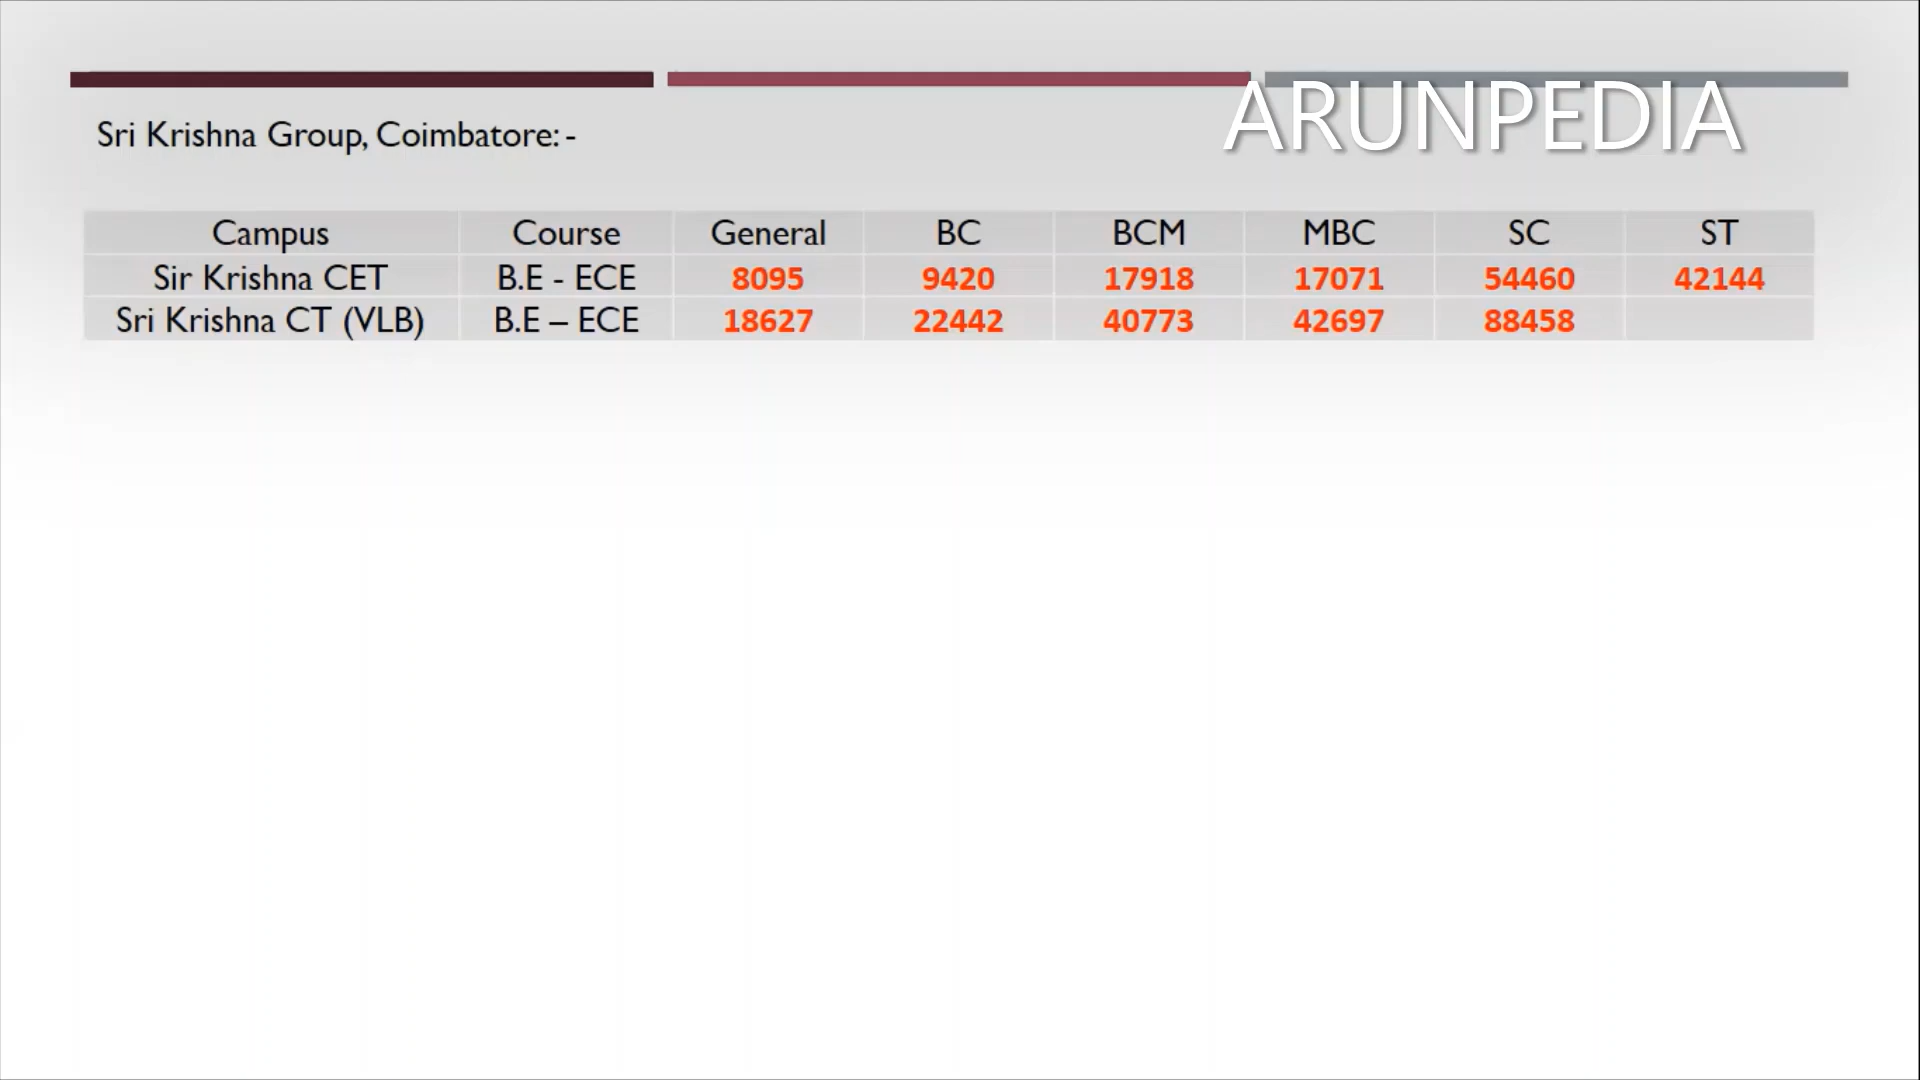 ARUNPEDIA
Sri Krishna Group, Coimbatore: -
Campus Course General BC BCM MBC SC ST
Sir Krishna CET B.E - ECE 8095 9420 17918 17071 54460 42144
Sri Krishna CT (VLB) B.E – ECE 18627 22442 40773 42697 88458